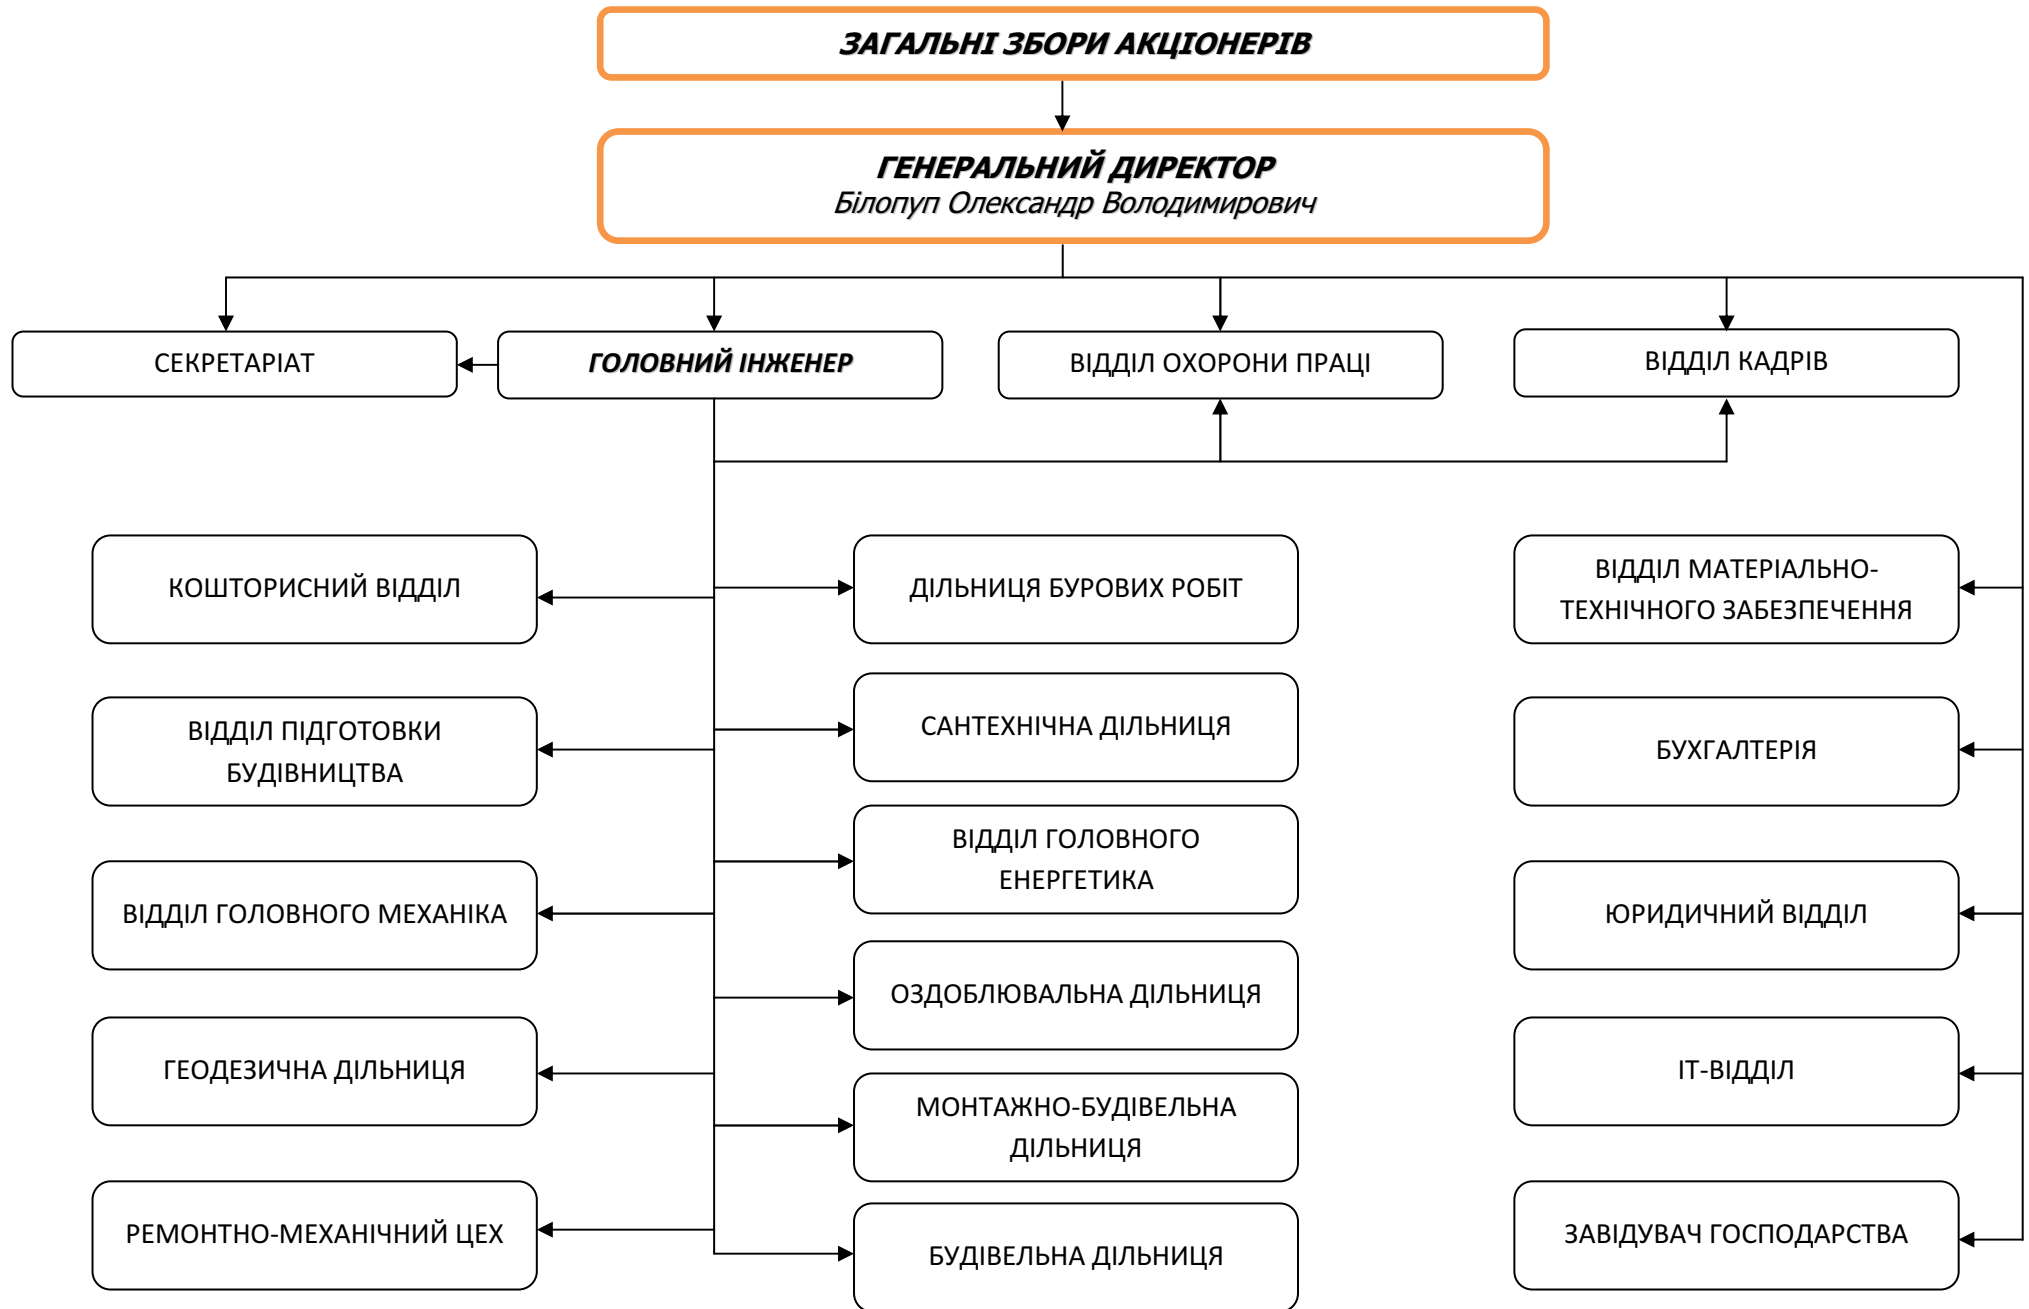 ЗАГАЛЬНІ ЗБОРИ АКЦІОНЕРІВ
ГЕНЕРАЛЬНИЙ ДИРЕКТОР
Білопуп Олександр Володимирович
СЕКРЕТАРІАТ
ГОЛОВНИЙ ІНЖЕНЕР
ВІДДІЛ ОХОРОНИ ПРАЦІ
ВІДДІЛ КАДРІВ
КОШТОРИСНИЙ ВІДДІЛ
ВІДДІЛ ПІДГОТОВКИ
БУДІВНИЦТВА
ВІДДІЛ ГОЛОВНОГО МЕХАНІКА
ГЕОДЕЗИЧНА ДІЛЬНИЦЯ
РЕМОНТНО-МЕХАНІЧНИЙ ЦЕХ
ДІЛЬНИЦЯ БУРОВИХ РОБІТ
САНТЕХНІЧНА ДІЛЬНИЦЯ
ВІДДІЛ ГОЛОВНОГО
ЕНЕРГЕТИКА
ОЗДОБЛЮВАЛЬНА ДІЛЬНИЦЯ
МОНТАЖНО-БУДІВЕЛЬНА
ДІЛЬНИЦЯ
БУДІВЕЛЬНА ДІЛЬНИЦЯ
ВІДДІЛ МАТЕРІАЛЬНО-
ТЕХНІЧНОГО ЗАБЕЗПЕЧЕННЯ
БУХГАЛТЕРІЯ
ЮРИДИЧНИЙ ВІДДІЛ
ІТ-ВІДДІЛ
ЗАВІДУВАЧ ГОСПОДАРСТВА